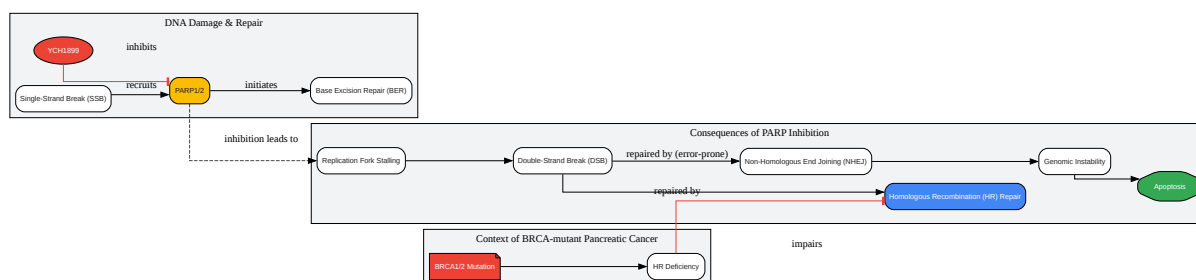 DNA Damage & Repair
YCH1899
inhibits
Single-Strand Break (SSB)
recruits
PARP1/2
initiates
Base Excision Repair (BER)
inhibition leads to
Consequences of PARP Inhibition
Replication Fork Stalling
Double-Strand Break (DSB)
repaired by (error-prone)
Non-Homologous End Joining (NHEJ)
Genomic Instability
Apoptosis
repaired by
Homologous Recombination (HR) Repair
Context of BRCA-mutant Pancreatic Cancer
BRCA1/2 Mutation
HR Deficiency
impairs